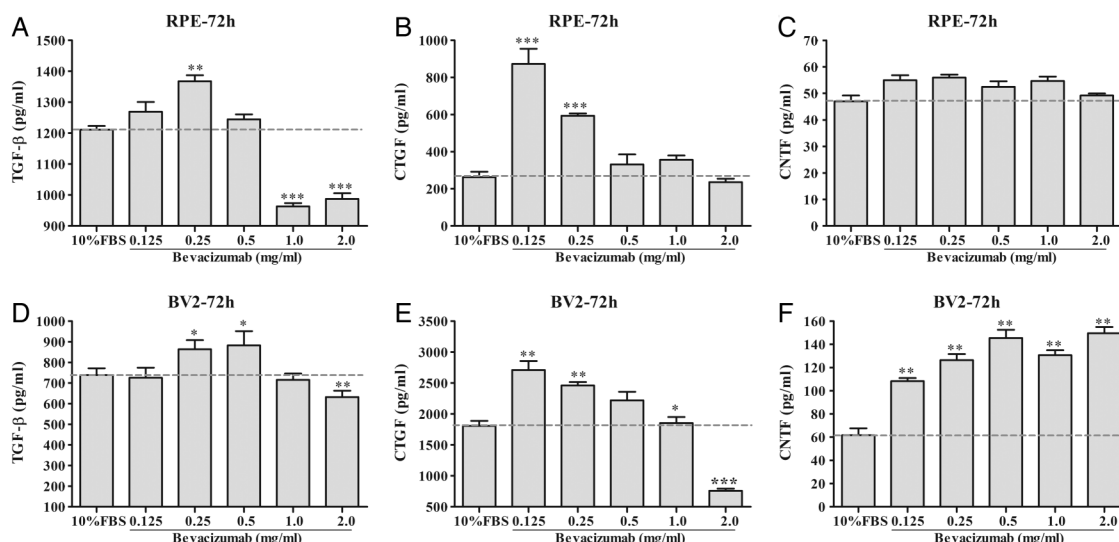 A
RPE-72h
TGF-β (pg/ml)
1500
1400
1300
1200
1100
1000
900
**
***
***
10%FBS 0.125 0.25 0.5 1.0 2.0
Bevacizumab (mg/ml)
B
RPE-72h
CTGF (pg/ml)
1000
800
600
400
200
0
***
***
10%FBS 0.125 0.25 0.5 1.0 2.0
Bevacizumab (mg/ml)
C
RPE-72h
CNTF (pg/ml)
70
60
50
40
30
20
10
0
10%FBS 0.125 0.25 0.5 1.0 2.0
Bevacizumab (mg/ml)
D
BV2-72h
TGF-β (pg/ml)
1000
900
800
700
600
500
400
300
200
100
*
*
**
10%FBS 0.125 0.25 0.5 1.0 2.0
Bevacizumab (mg/ml)
E
BV2-72h
CTGF (pg/ml)
3500
3000
2500
2000
1500
1000
500
**
**
*
***
10%FBS 0.125 0.25 0.5 1.0 2.0
Bevacizumab (mg/ml)
F
BV2-72h
CNTF (pg/ml)
160
140
120
100
80
60
40
20
0
**
**
**
**
**
10%FBS 0.125 0.25 0.5 1.0 2.0
Bevacizumab (mg/ml)